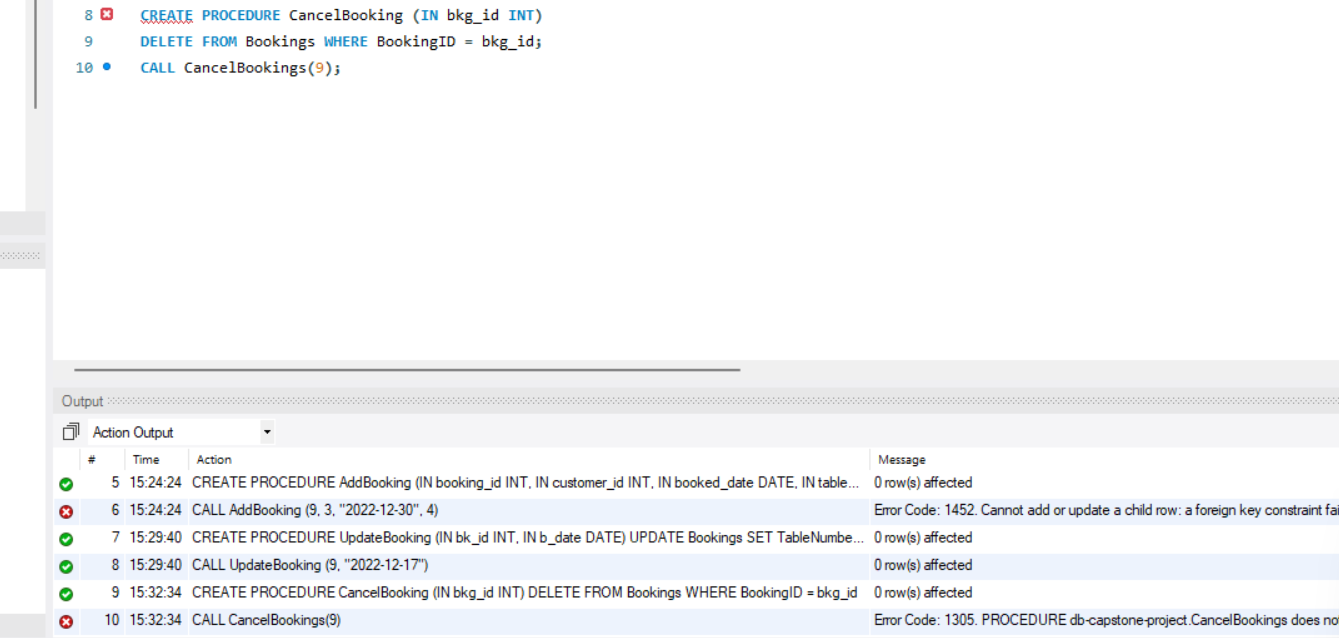 8 CREATE PROCEDURE CancelBooking (IN bkg_id INT)
9 DELETE FROM Bookings WHERE BookingID = bkg_id;
10 CALL CancelBookings(9);
Output
Action Output
# Time Action Message
5 15:24:24 CREATE PROCEDURE AddBooking (IN booking_id INT, IN customer_id INT, IN booked_date DATE, IN table... 0 row(s) affected
6 15:24:24 CALL AddBooking (9, 3, "2022-12-30", 4) Error Code: 1452. Cannot add or update a child row: a foreign key constraint fai
7 15:29:40 CREATE PROCEDURE UpdateBooking (IN bk_id INT, IN b_date DATE) UPDATE Bookings SET TableNumbe... 0 row(s) affected
8 15:29:40 CALL UpdateBooking (9, "2022-12-17") 0 row(s) affected
9 15:32:34 CREATE PROCEDURE CancelBooking (IN bkg_id INT) DELETE FROM Bookings WHERE BookingID = bkg_id 0 row(s) affected
10 15:32:34 CALL CancelBookings(9) Error Code: 1305. PROCEDURE db-capstone-project.CancelBookings does no